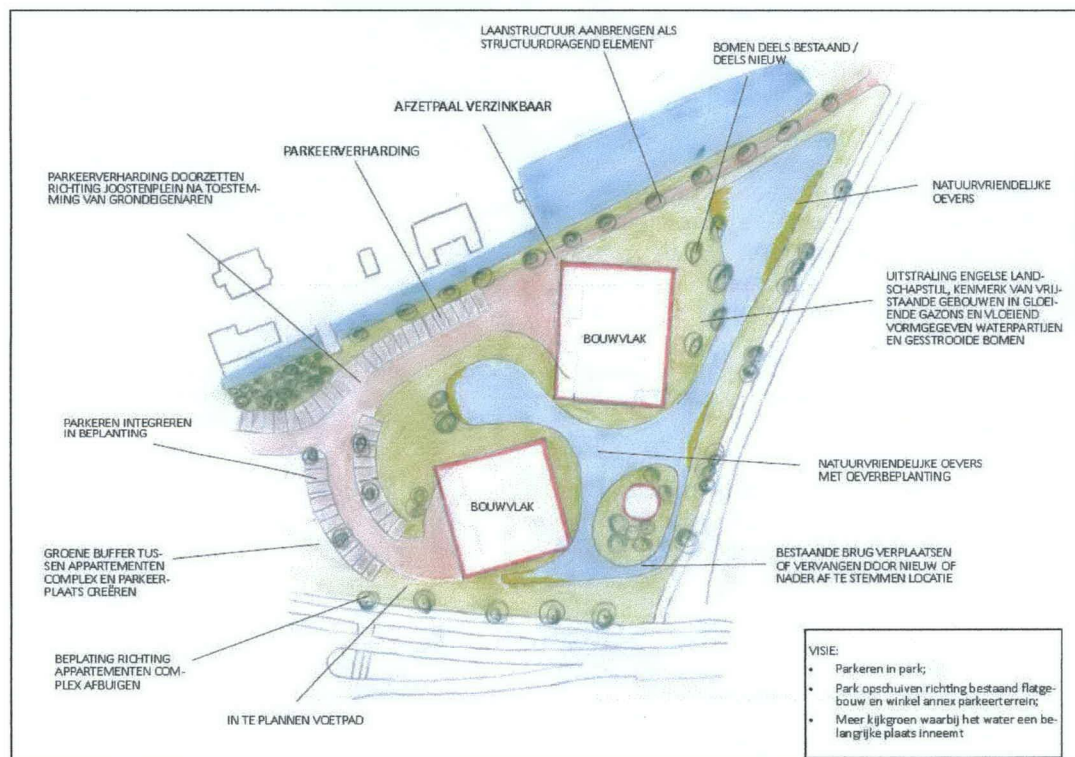 LAANSTRUCTUUR AANBRENGEN ALS
STRUCTUURDRAGEND ELEMENT
BOMEN DEELS BESTAAND /
DEELS NIEUW
AFZETPAAL VERZINKBAAR
PARKEERVERHARDING
PARKEERVERHARDING DOORZETTEN
RICHTING JOOSTENPLEIN NA TOESTEM-
MING VAN GRONDEIGENAREN
NATUURVRIENDELIJKE
OEVERS
UITSTRALING ENGELSE LAND-
SCHAPSTIJL, KENMERK VAN VRIJ-
STAANDE GEBOUWEN IN GLOEI-
ENDE GAZONS EN VLOEIEND
VORMGEGEVEN WATERPARTIJEN
EN GESSTROOIDE BOMEN
BOUWVLAK
PARKEREN INTEGREREN
IN BEPLANTING
NATUURVRIENDELIJKE OEVERS
MET OEVERBEPLANTING
BOUWVLAK
GROENE BUFFER TUS-
SEN APPARTEMENTEN
COMPLEX EN PARKEER-
PLAATS CREËREN
BESTAANDE BRUG VERPLAATSEN
OF VERVANGEN DOOR NIEUW OF
NADER AF TE STEMMEN LOCATIE
BEPLATING RICHTING
APPARTEMENTEN COM-
PLEX AFBUIGEN
IN TE PLANNEN VOETPAD
VISIE:
• Parkeren in park;
• Park opschuiven richting bestaand flatge-
bouw en winkel annex parkeerterrein;
• Meer kijkgroen waarbij het water een be-
langrijke plaats inneemt